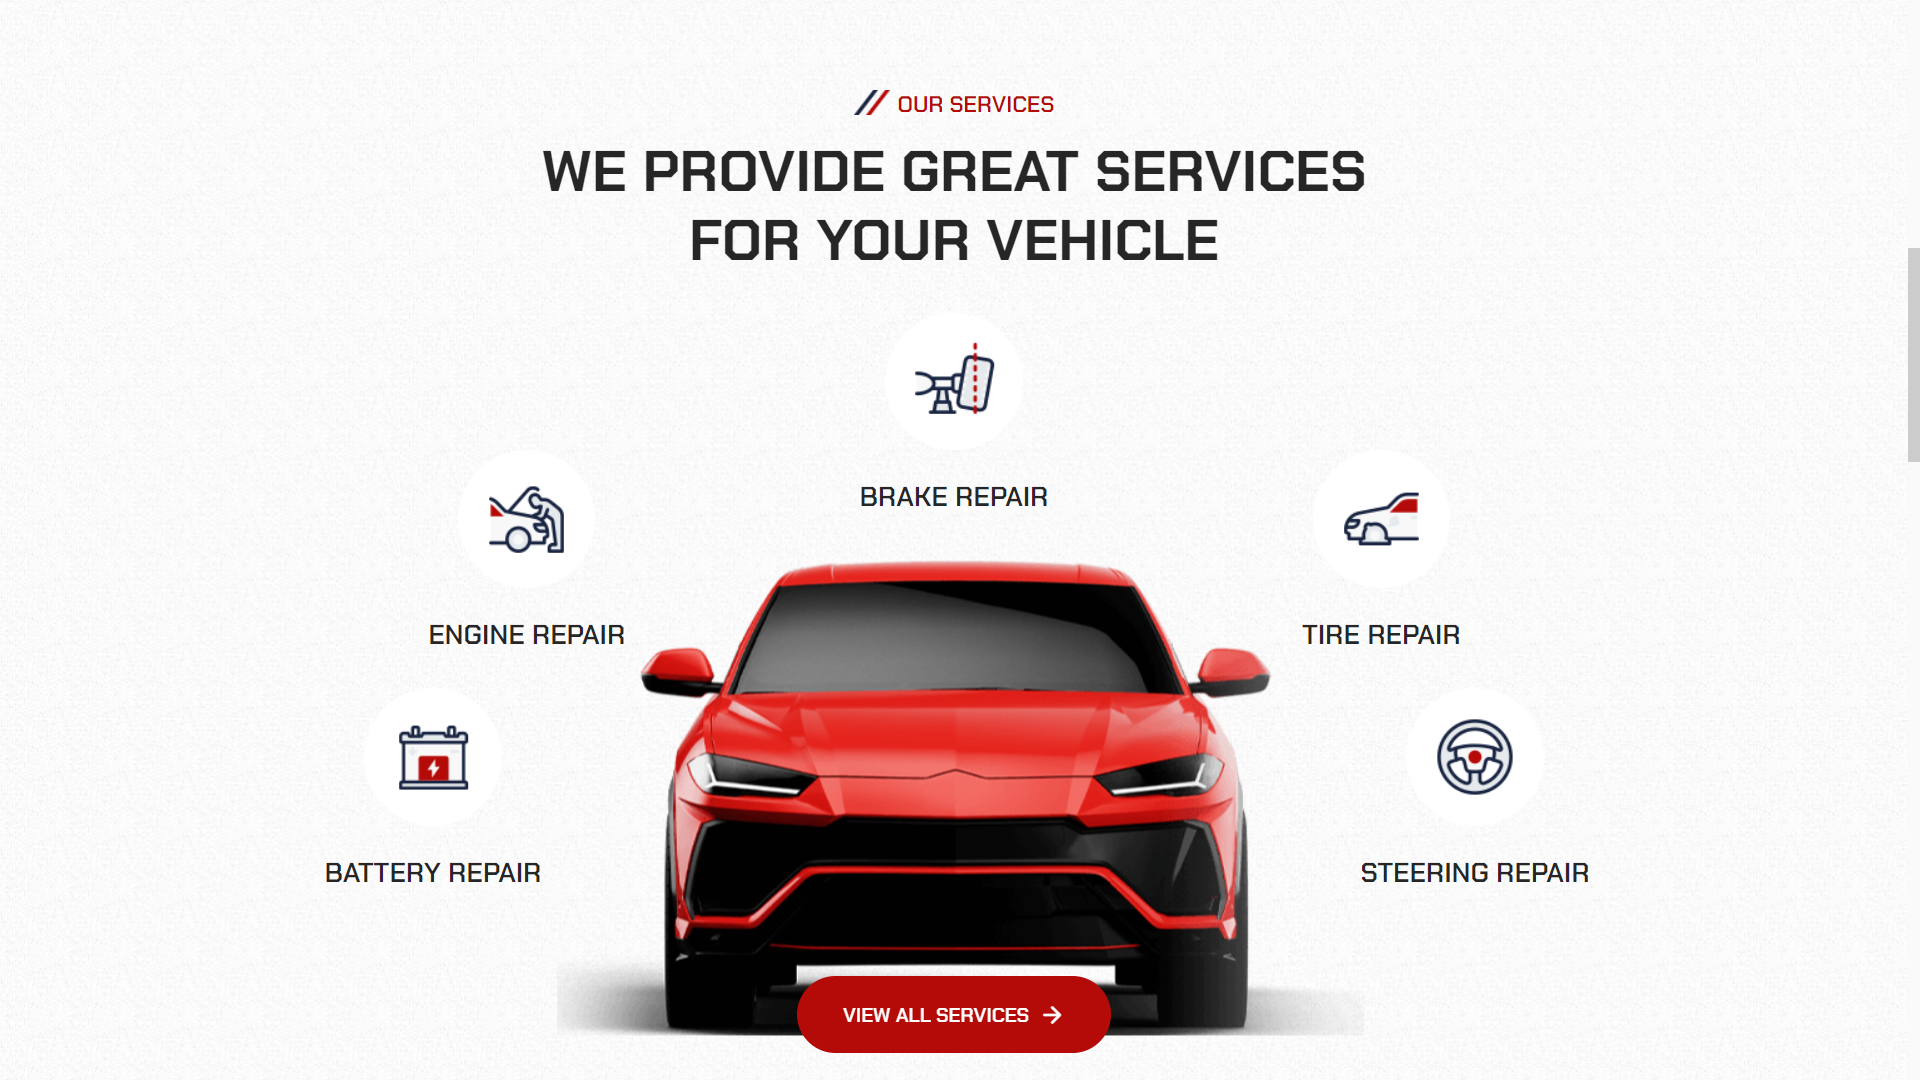 OUR SERVICES
WE PROVIDE GREAT SERVICES
FOR YOUR VEHICLE
BRAKE REPAIR
ENGINE REPAIR
TIRE REPAIR
BATTERY REPAIR
STEERING REPAIR
VIEW ALL SERVICES